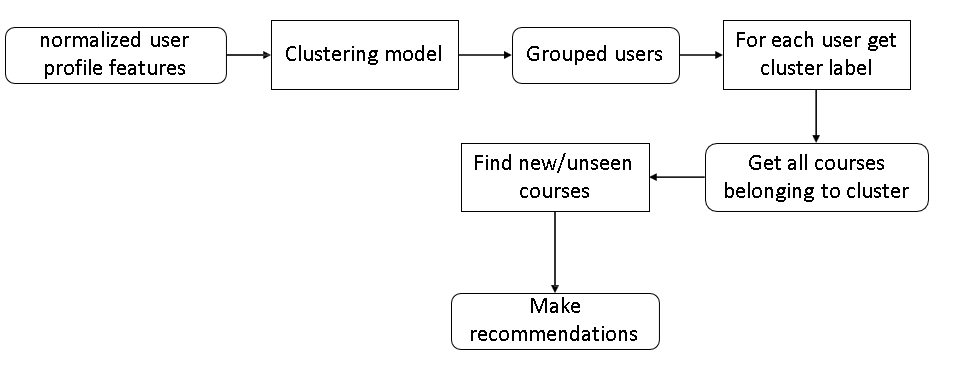 normalized user
profile features
Clustering model
Grouped users
For each user get
cluster label
Get all courses
belonging to cluster
Find new/unseen
courses
Make
recommendations